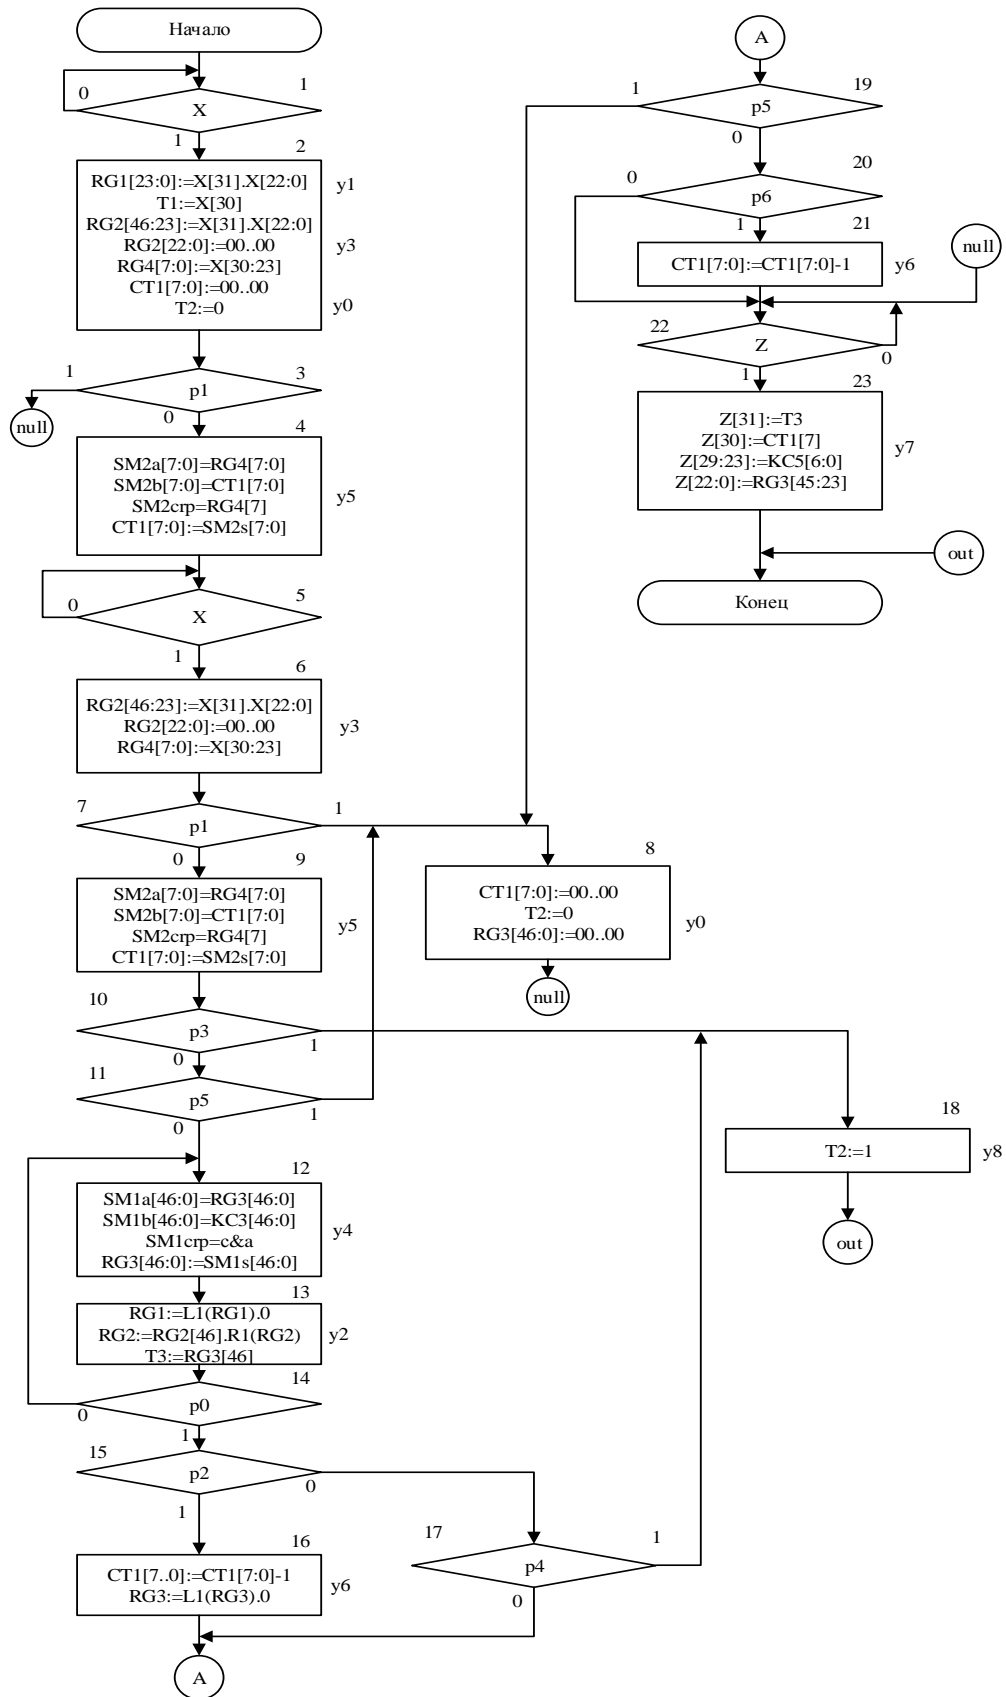 Начало
1
0
X
1
2
RG1[23:0]:=X[31].X[22:0]
y1
T1:=X[30]
RG2[46:23]:=X[31].X[22:0]
RG2[22:0]:=00..00
y3
RG4[7:0]:=X[30:23]
CT1[7:0]:=00..00
T2:=0
y0
1
3
p1
null
0
4
SM2a[7:0]=RG4[7:0]
SM2b[7:0]=CT1[7:0]
y5
SM2crp=RG4[7]
CT1[7:0]:=SM2s[7:0]
5
0
X
1
6
RG2[46:23]:=X[31].X[22:0]
RG2[22:0]:=00..00
y3
RG4[7:0]:=X[30:23]
7
1
p1
0
9
SM2a[7:0]=RG4[7:0]
SM2b[7:0]=CT1[7:0]
y5
SM2crp=RG4[7]
CT1[7:0]:=SM2s[7:0]
8
CT1[7:0]:=00..00
T2:=0
y0
RG3[46:0]:=00..00
null
10
p3
1
0
11
p5
1
0
12
SM1a[46:0]=RG3[46:0]
SM1b[46:0]=KC3[46:0]
y4
SM1crp=c&a
RG3[46:0]:=SM1s[46:0]
13
RG1:=L1(RG1).0
RG2:=RG2[46].R1(RG2)
y2
T3:=RG3[46]
14
p0
0
1
15
p2
0
1
16
CT1[7..0]:=CT1[7:0]-1
y6
RG3:=L1(RG3).0
A
17
1
p4
0
18
T2:=1
y8
out
A
1
19
p5
0
20
0
p6
1
21
CT1[7:0]:=CT1[7:0]-1
y6
null
22
Z
0
1
23
Z[31]:=T3
Z[30]:=CT1[7]
y7
Z[29:23]:=KC5[6:0]
Z[22:0]:=RG3[45:23]
out
Конец